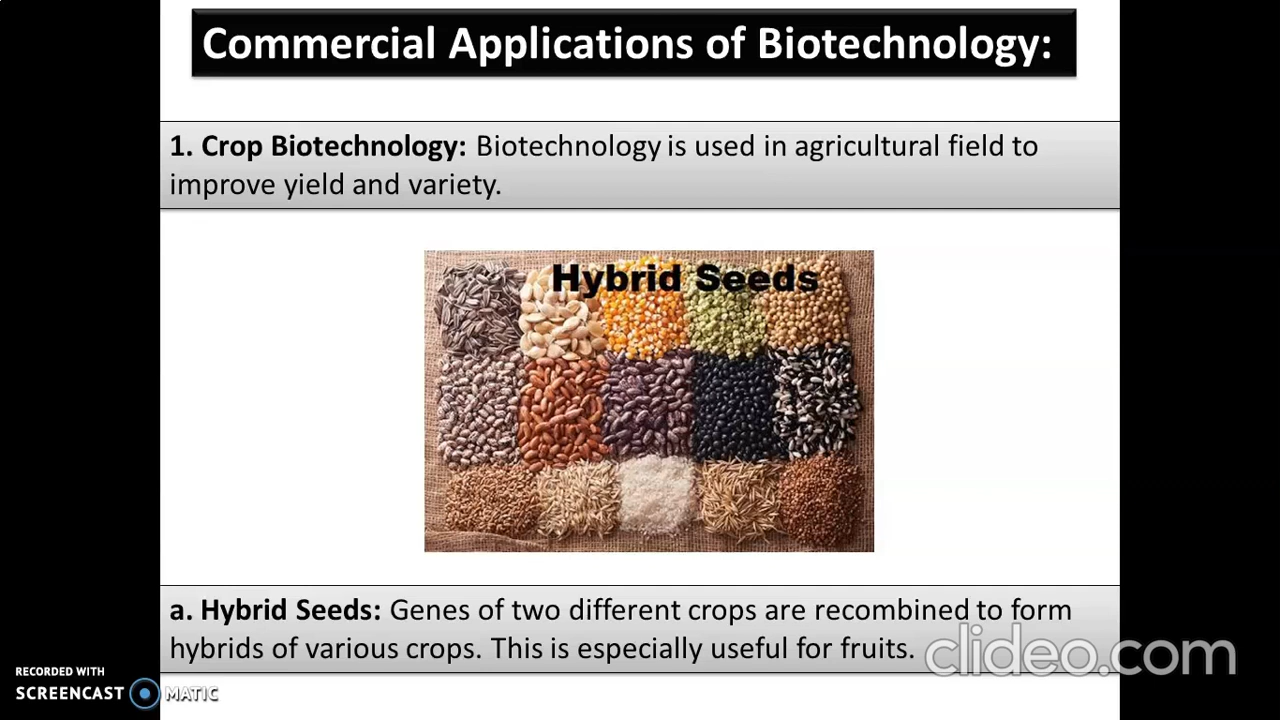 Commercial Applications of Biotechnology:
1. Crop Biotechnology: Biotechnology is used in agricultural field to
improve yield and variety.
Hybrid Seeds
a. Hybrid Seeds: Genes of two different crops are recombined to form
hybrids of various crops. This is especially useful for fruits.
clideo.com
RECORDED WITH
SCREENCAST MATIC